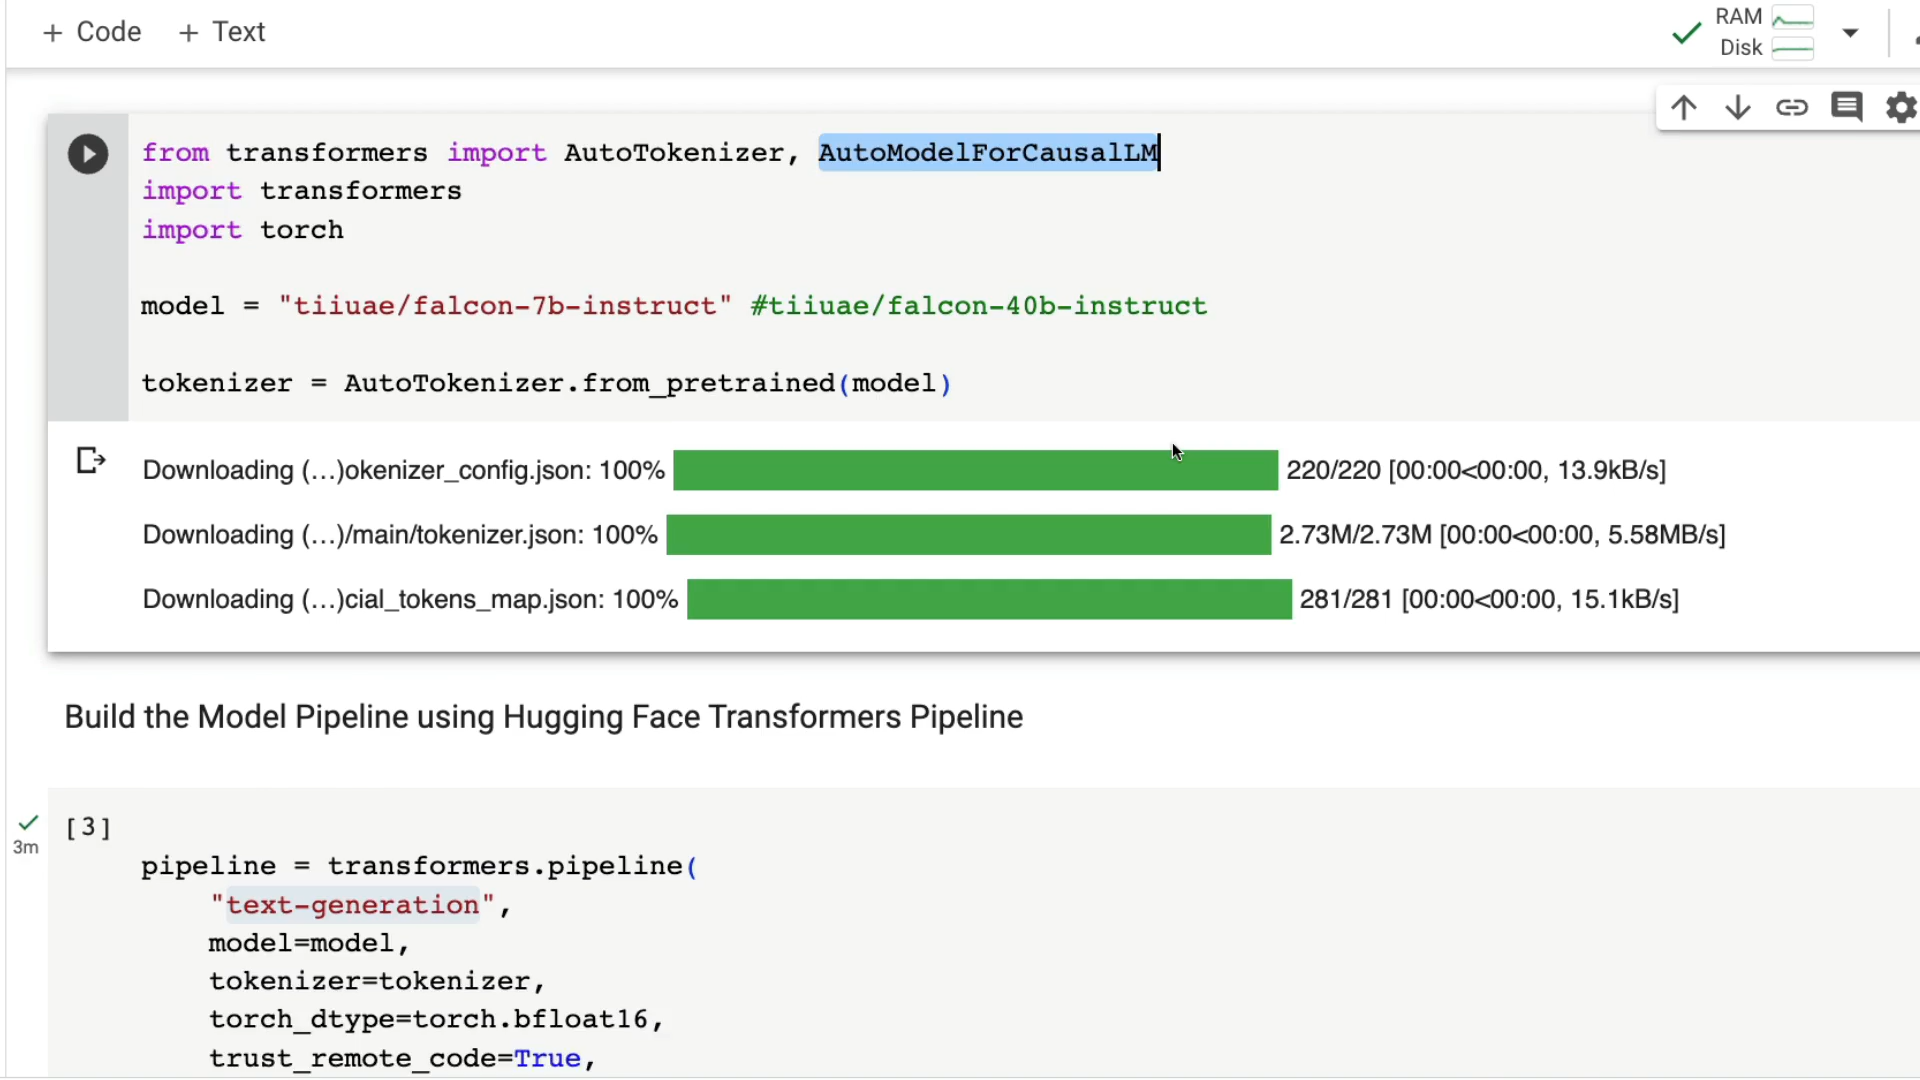 + Code + Text
RAM
Disk
from transformers import AutoTokenizer, AutoModelForCausalLM
import transformers
import torch
model = "tiiuae/falcon-7b-instruct" #tiiuae/falcon-40b-instruct
tokenizer = AutoTokenizer.from_pretrained(model)
Downloading (…)okenizer_config.json: 100% 220/220 [00:00<00:00, 13.9kB/s]
Downloading (…)/main/tokenizer.json: 100% 2.73M/2.73M [00:00<00:00, 5.58MB/s]
Downloading (…)cial_tokens_map.json: 100% 281/281 [00:00<00:00, 15.1kB/s]
Build the Model Pipeline using Hugging Face Transformers Pipeline
[3]
3m
pipeline = transformers.pipeline(
"text-generation",
model=model,
tokenizer=tokenizer,
torch_dtype=torch.bfloat16,
trust_remote_code=True,